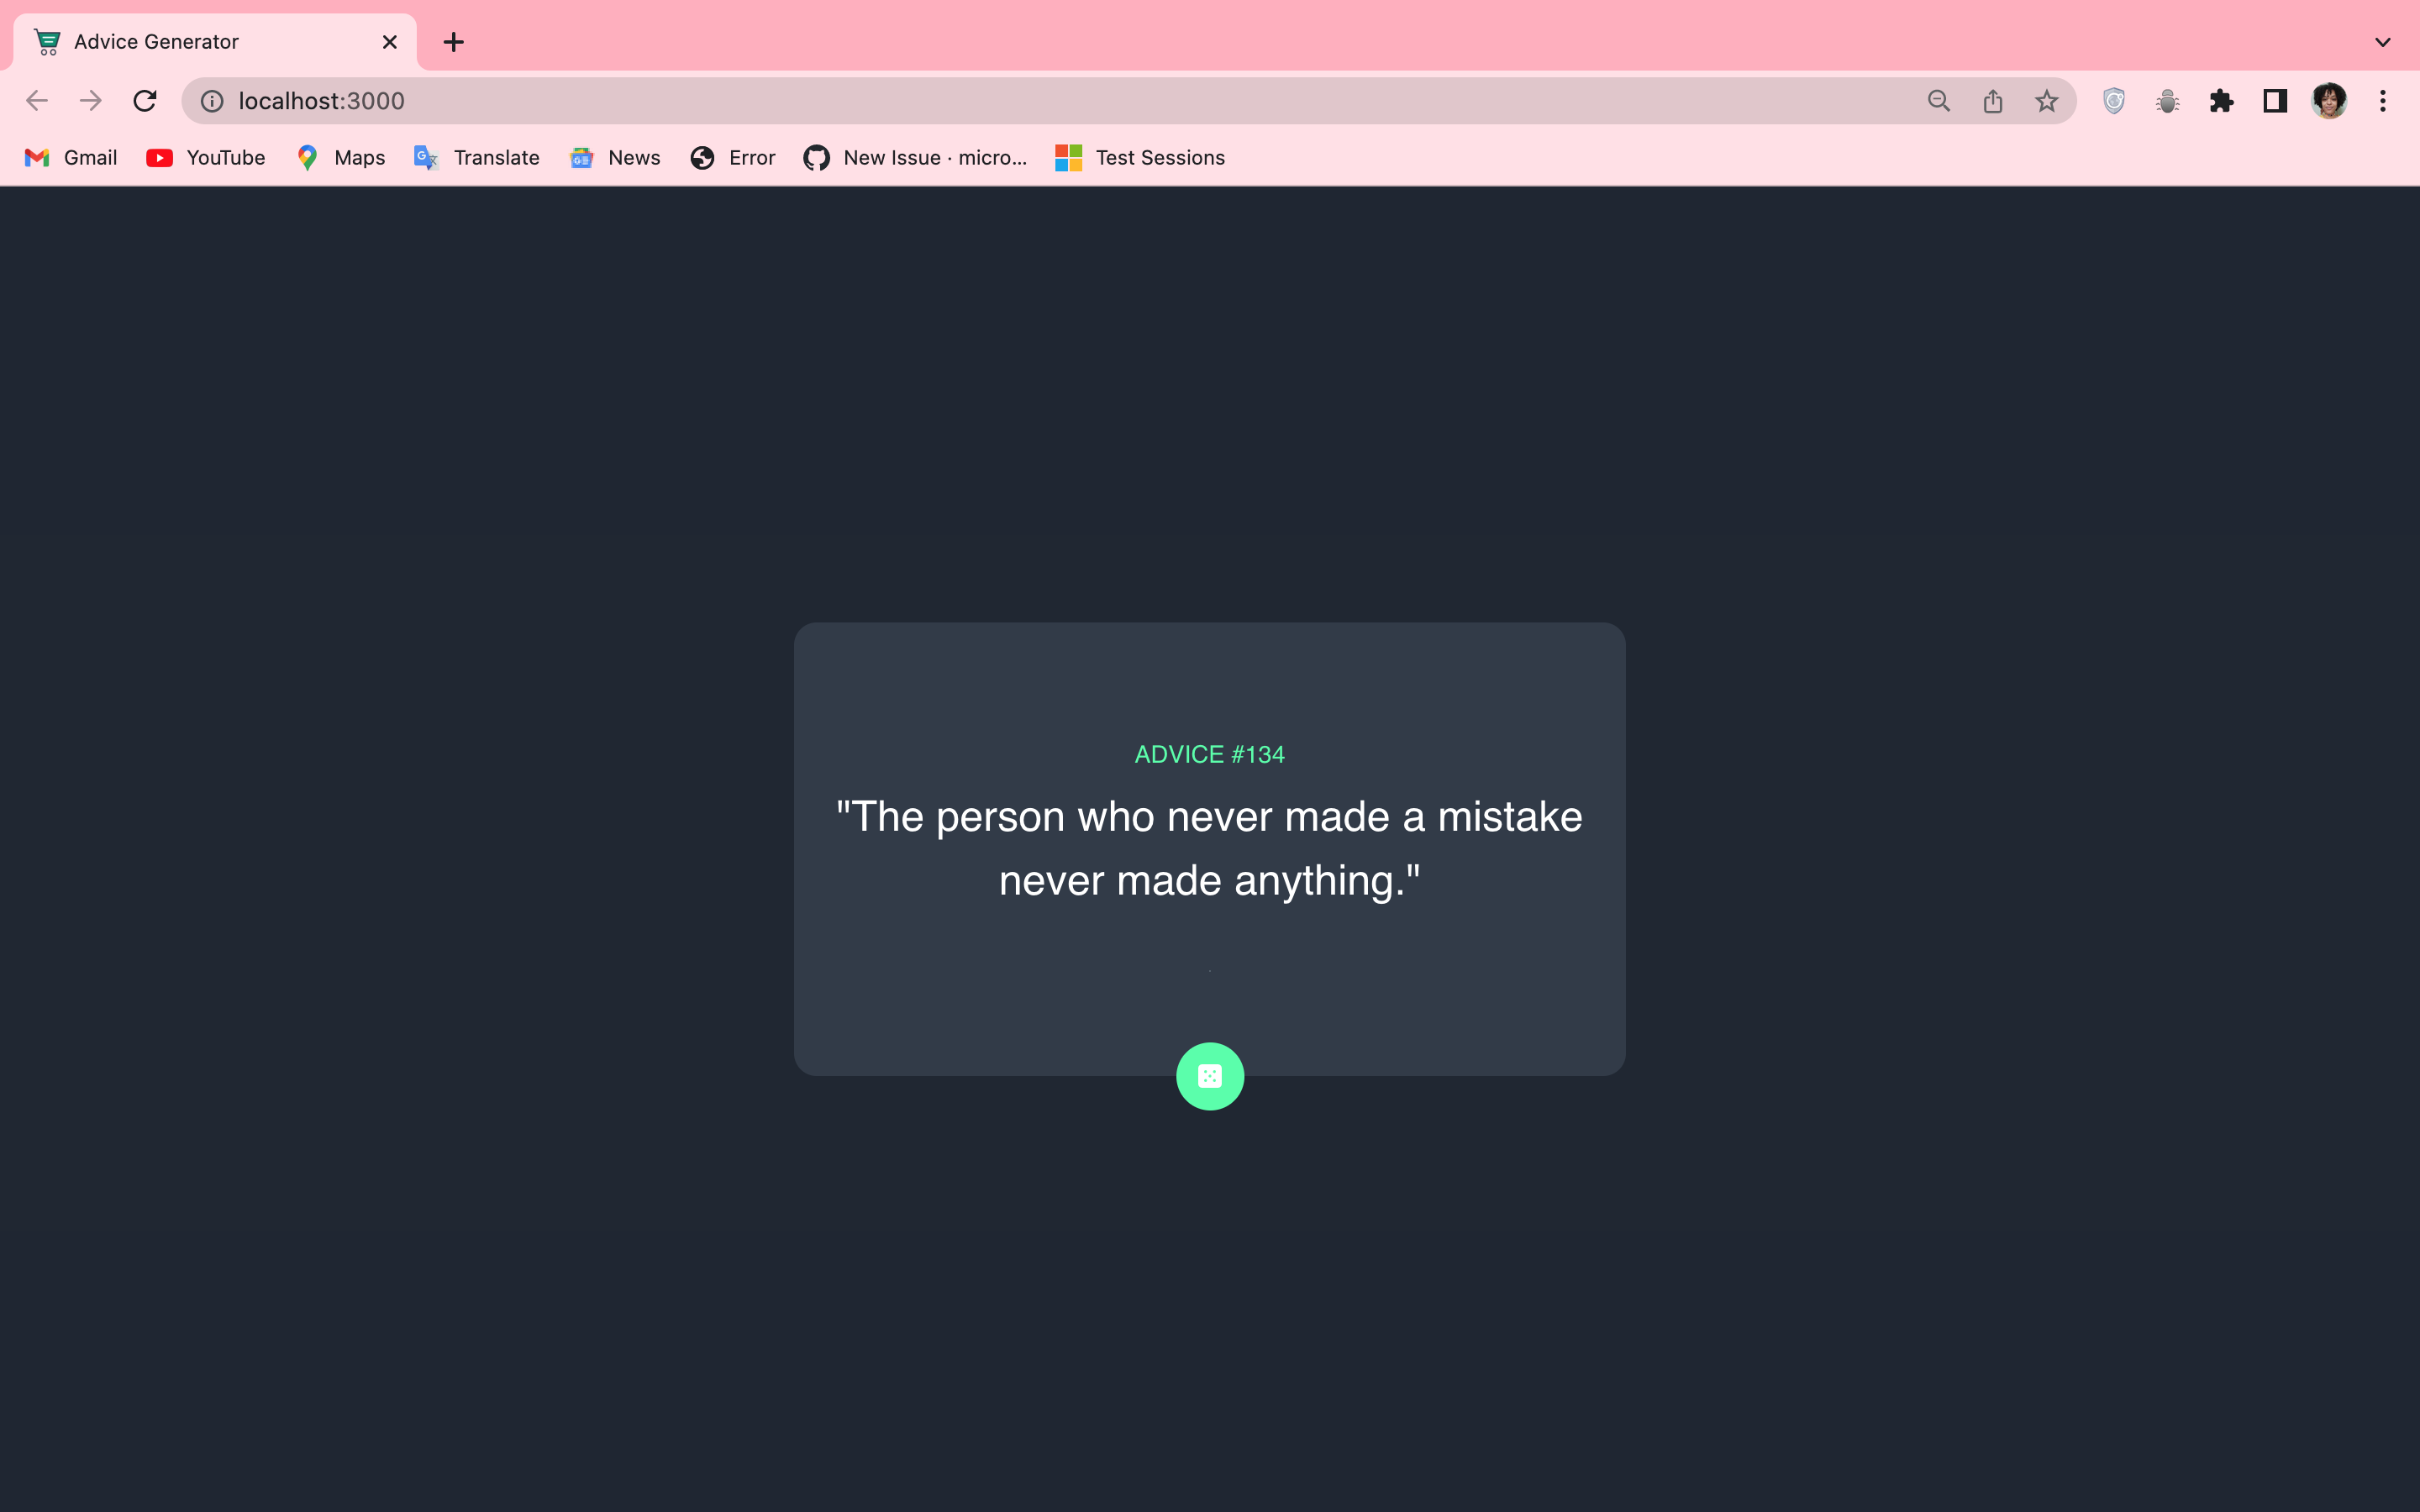 Advice Generator
localhost:3000
Gmail YouTube Maps Translate News Error New Issue · micro... Test Sessions
ADVICE #134
"The person who never made a mistake
never made anything."